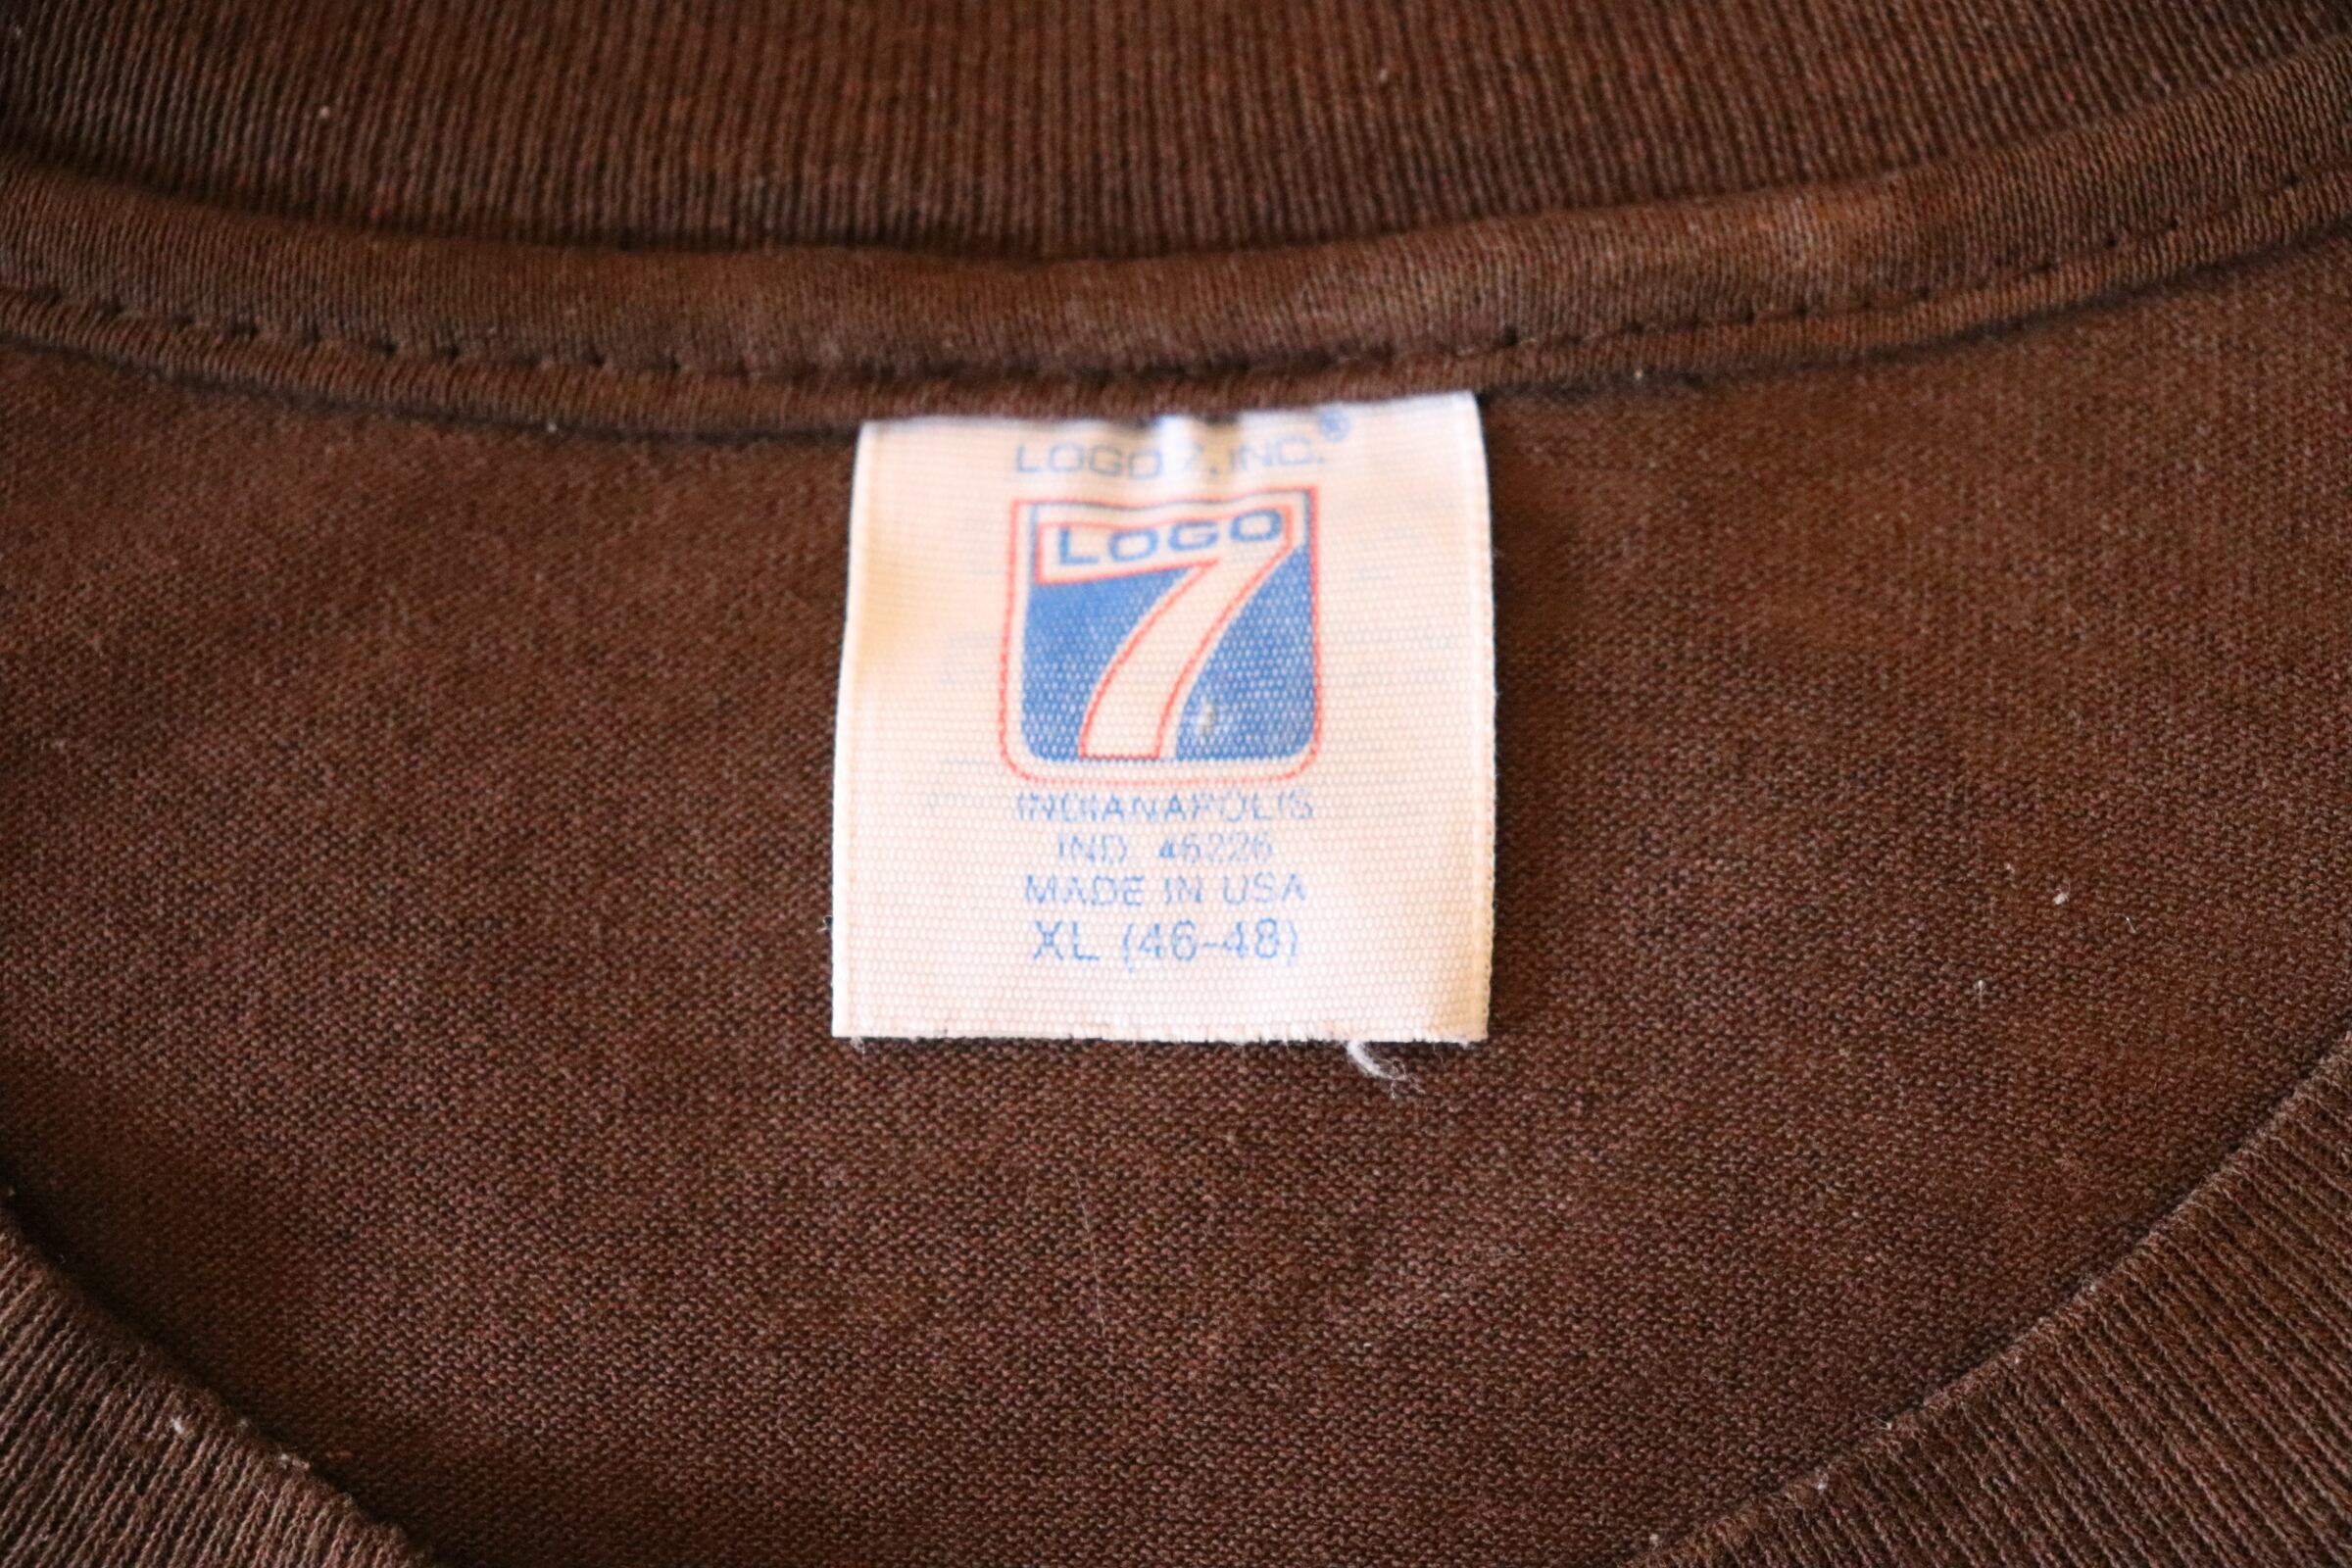 LOGO 7, INC.®
LOGO
7
INDIANAPOLIS
IND. 46226
MADE IN USA
XL (46-48)